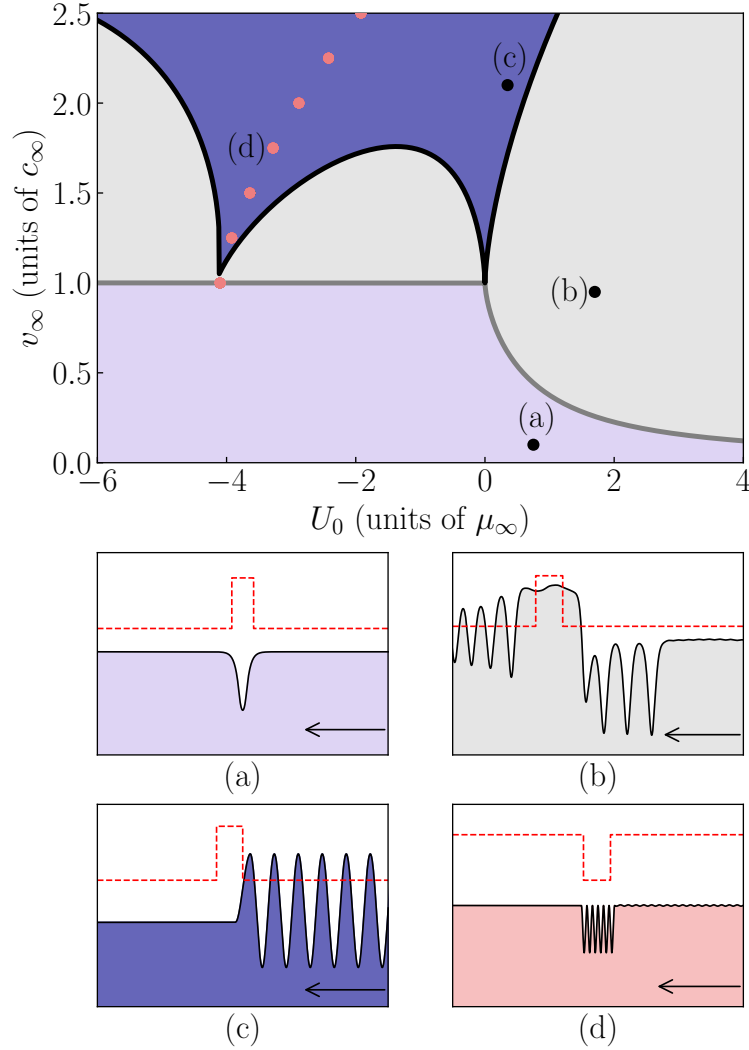 2.5
2.0
1.5
1.0
0.5
0.0
v∞ (units of c∞)
(c)
(d)
(b)
(a)
−6 −4 −2 0 2 4
U0 (units of μ∞)
(a) (b)
(c) (d)